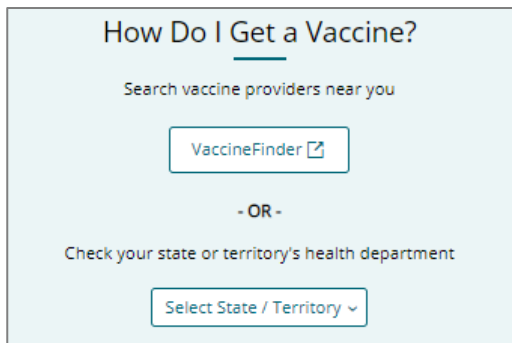 How Do I Get a Vaccine?
Search vaccine providers near you
VaccineFinder
- OR -
Check your state or territory's health department
Select State / Territory